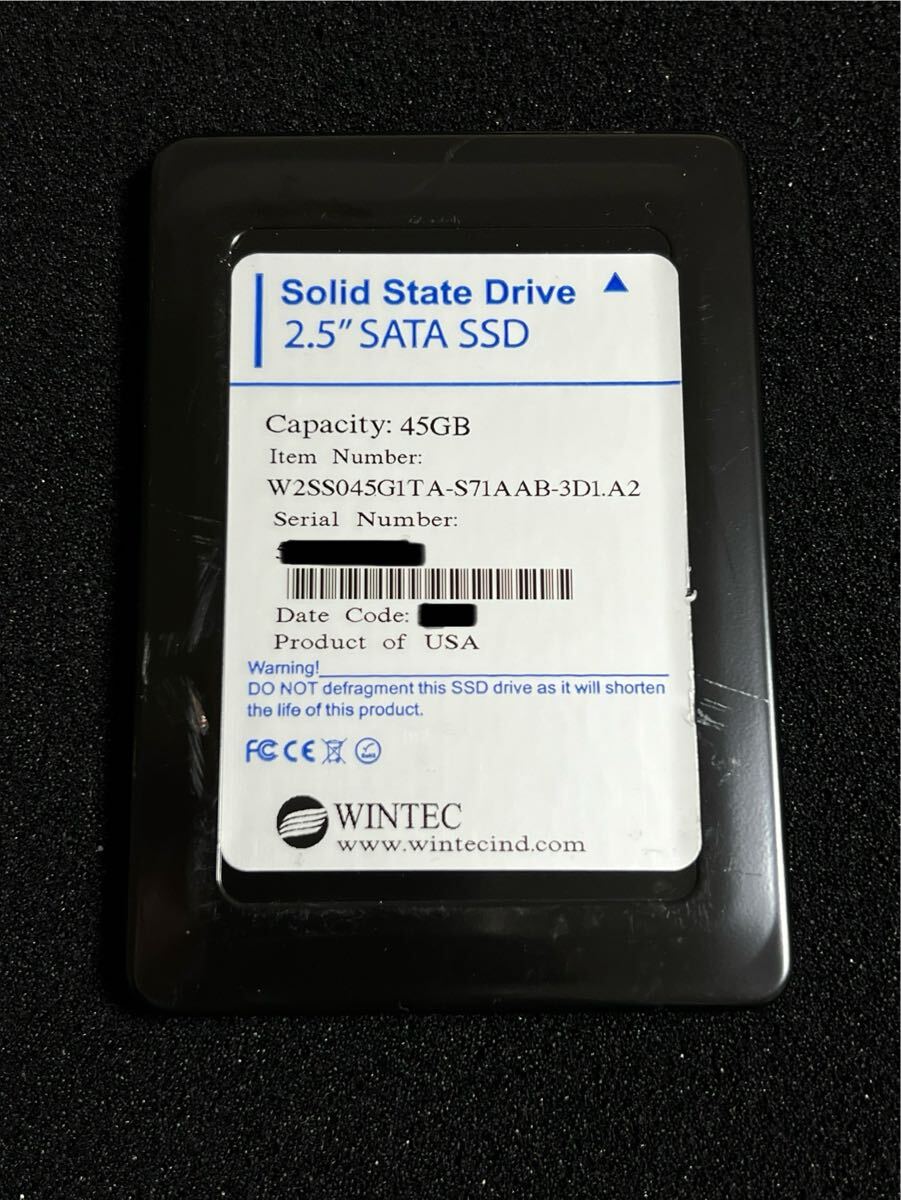 Solid State Drive
2.5" SATA SSD
Capacity: 45GB
Item Number:
W2SS045G1TA-S71AAB-3D1.A2
Serial Number:
Date Code:
Product of USA
Warning!
DO NOT defragment this SSD drive as it will shorten
the life of this product.
FC CE RoHS
WINTEC
www.wintecind.com